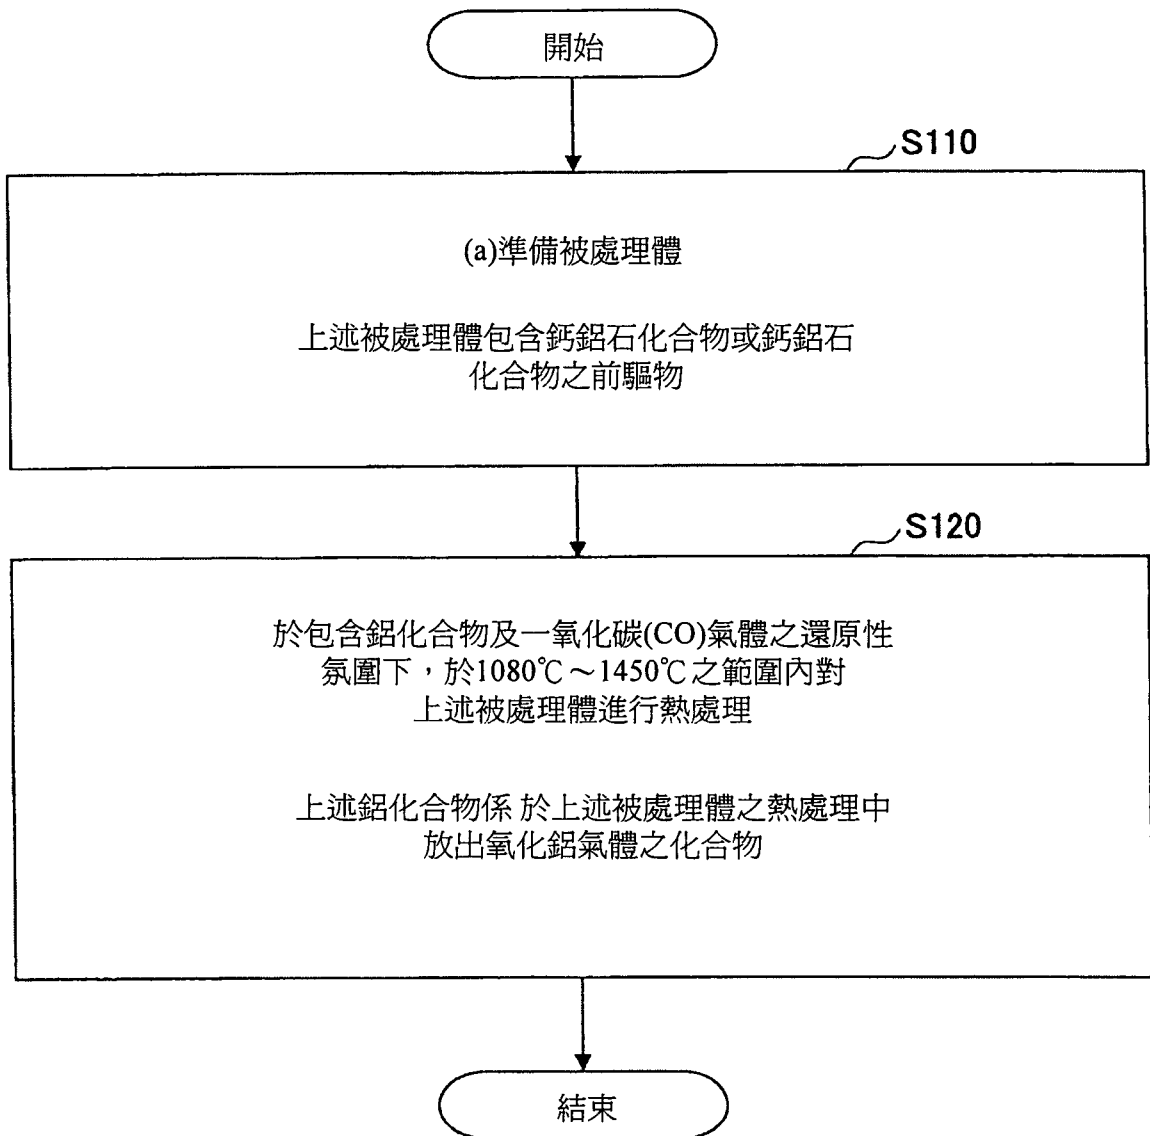 開始
S110
(a)準備被處理體
上述被處理體包含鈣鋁石化合物或鈣鋁石
化合物之前驅物
S120
於包含鋁化合物及一氧化碳(CO)氣體之還原性
氛圍下，於1080℃～1450℃之範圍內對
上述被處理體進行熱處理
上述鋁化合物係 於上述被處理體之熱處理中
放出氧化鋁氣體之化合物
結束